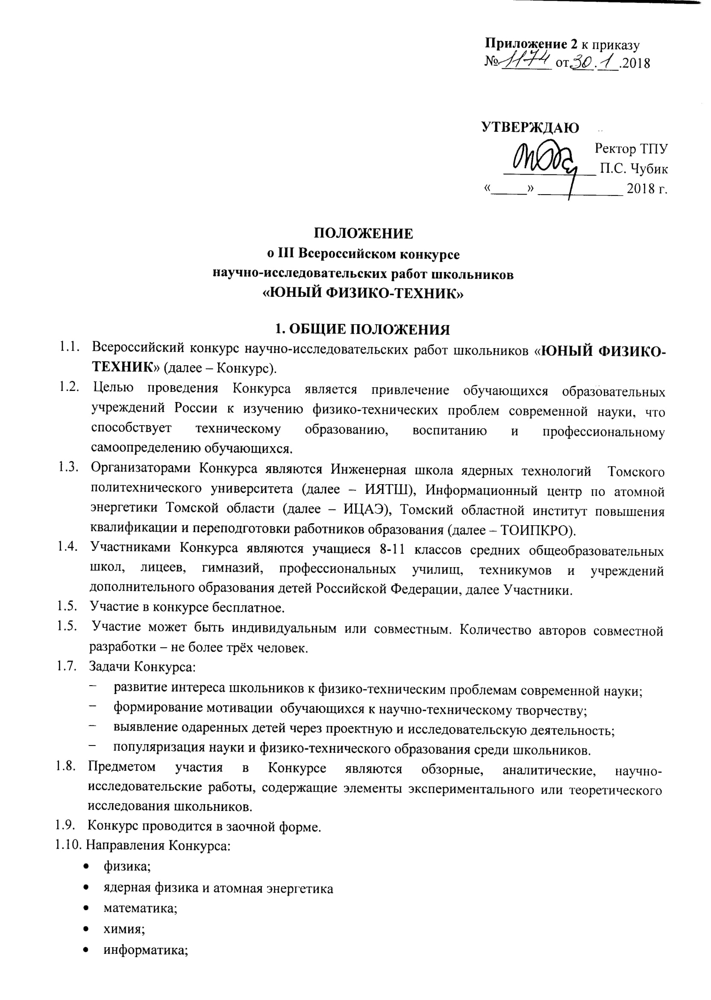 Приложение 2 к приказу
№ 1174 от 30.1.2018
УТВЕРЖДАЮ
Ректор ТПУ
П.С. Чубик
«_____» ____________ 2018 г.
ПОЛОЖЕНИЕ
о III Всероссийском конкурсе
научно-исследовательских работ школьников
«ЮНЫЙ ФИЗИКО-ТЕХНИК»
1. ОБЩИЕ ПОЛОЖЕНИЯ
1.1. Всероссийский конкурс научно-исследовательских работ школьников «ЮНЫЙ ФИЗИКО-
ТЕХНИК» (далее – Конкурс).
1.2. Целью проведения Конкурса является привлечение обучающихся образовательных
учреждений России к изучению физико-технических проблем современной науки, что
способствует техническому образованию, воспитанию и профессиональному
самоопределению обучающихся.
1.3. Организаторами Конкурса являются Инженерная школа ядерных технологий Томского
политехнического университета (далее – ИЯТШ), Информационный центр по атомной
энергетики Томской области (далее – ИЦАЭ), Томский областной институт повышения
квалификации и переподготовки работников образования (далее – ТОИПКРО).
1.4. Участниками Конкурса являются учащиеся 8-11 классов средних общеобразовательных
школ, лицеев, гимназий, профессиональных училищ, техникумов и учреждений
дополнительного образования детей Российской Федерации, далее Участники.
1.5. Участие в конкурсе бесплатное.
1.5. Участие может быть индивидуальным или совместным. Количество авторов совместной
разработки – не более трёх человек.
1.7. Задачи Конкурса:
– развитие интереса школьников к физико-техническим проблемам современной науки;
– формирование мотивации обучающихся к научно-техническому творчеству;
– выявление одаренных детей через проектную и исследовательскую деятельность;
– популяризация науки и физико-технического образования среди школьников.
1.8. Предметом участия в Конкурсе являются обзорные, аналитические, научно-
исследовательские работы, содержащие элементы экспериментального или теоретического
исследования школьников.
1.9. Конкурс проводится в заочной форме.
1.10. Направления Конкурса:
• физика;
• ядерная физика и атомная энергетика
• математика;
• химия;
• информатика;